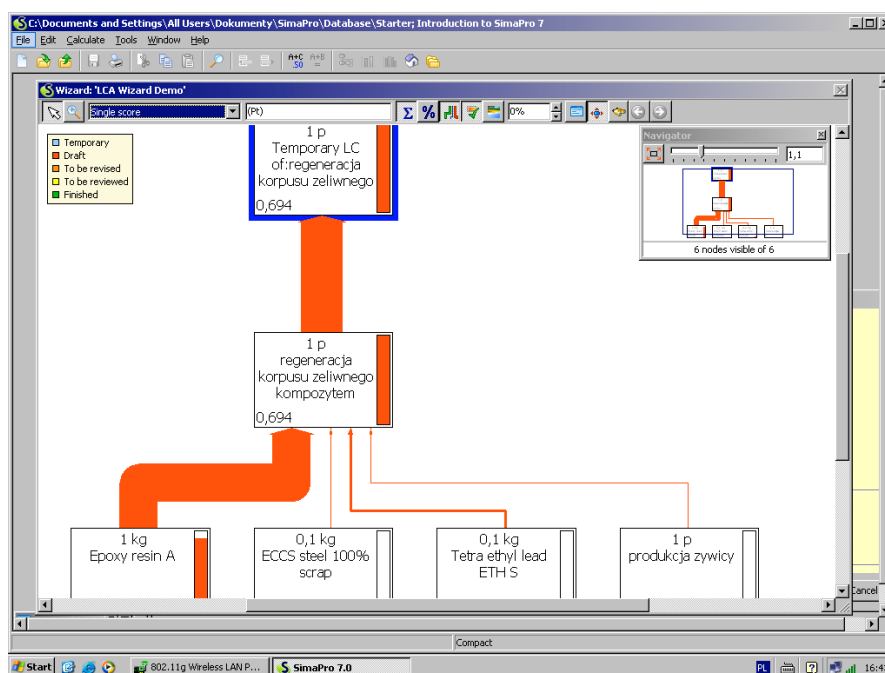 C:\Documents and Settings\All Users\Dokumenty\SimaPro\Database\Starter; Introduction to SimaPro 7
File Edit Calculate Tools Window Help
A+C .50 A+B =
Wizard: 'LCA Wizard Demo'
Single score (Pt) Σ % 0%
Temporary
Draft
To be revised
To be reviewed
Finished
1 p
Temporary LC
of:regeneracja
korpusu zeliwnego
0,694
Navigator
1,1
6 nodes visible of 6
1 p
regeneracja
korpusu zeliwnego
kompozytem
0,694
1 kg
Epoxy resin A
0,1 kg
ECCS steel 100%
scrap
0,1 kg
Tetra ethyl lead
ETH S
1 p
produkcja zywicy
Cancel
Compact
Start 802.11g Wireless LAN P... SimaPro 7.0 PL